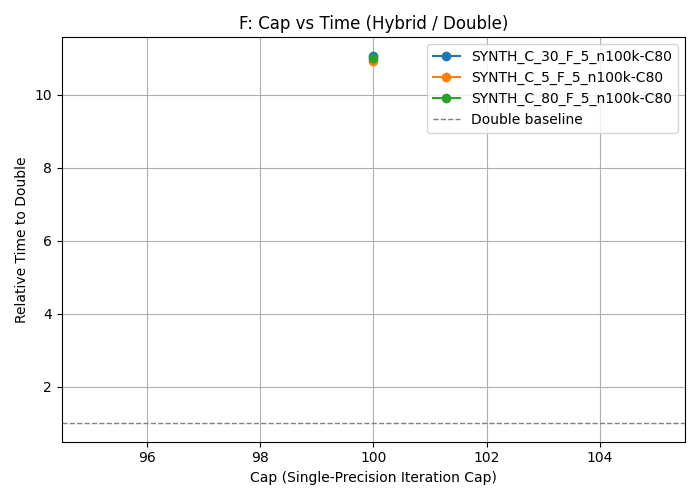 F: Cap vs Time (Hybrid / Double)
SYNTH_C_30_F_5_n100k-C80
SYNTH_C_5_F_5_n100k-C80
SYNTH_C_80_F_5_n100k-C80
Double baseline
Relative Time to Double
10
8
6
4
2
96
98
100
102
104
Cap (Single-Precision Iteration Cap)